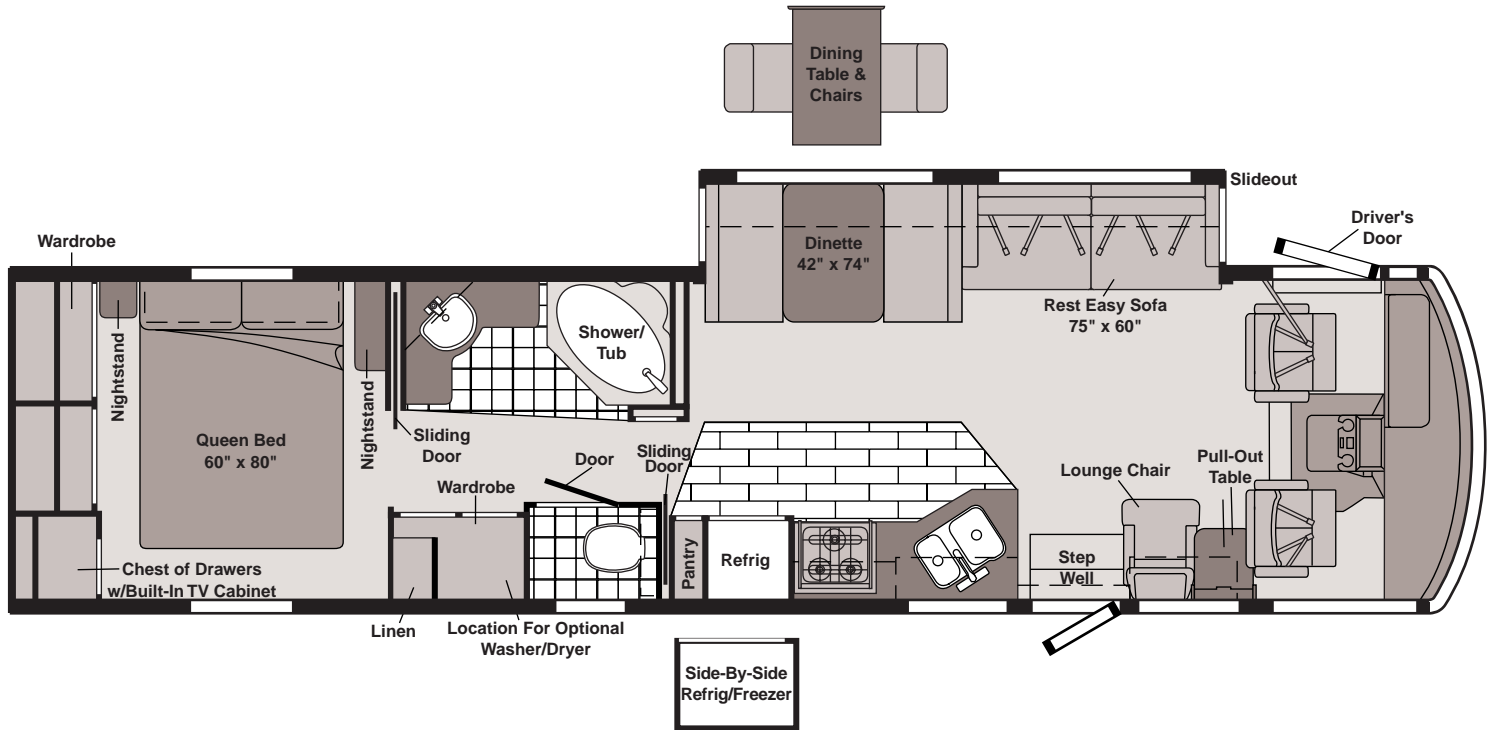 Dining
Table &
Chairs
Slideout
Driver's
Door
Wardrobe
Dinette
42" x 74"
Rest Easy Sofa
75" x 60"
Nightstand
Shower/
Tub
Nightstand
Queen Bed
60" x 80"
Sliding
Door
Door
Sliding
Door
Lounge Chair
Pull-Out
Table
Wardrobe
Pantry
Refrig
Step
Well
Chest of Drawers
w/Built-In TV Cabinet
Linen
Location For Optional
Washer/Dryer
Side-By-Side
Refrig/Freezer